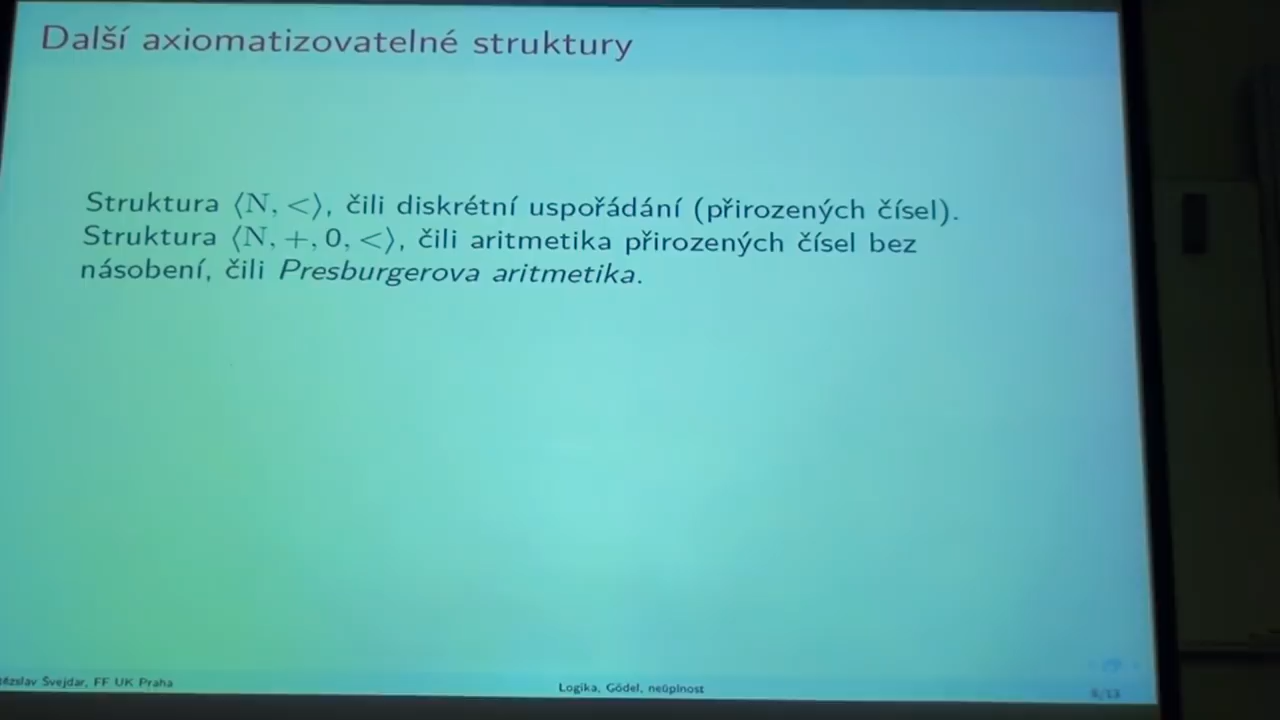 Další axiomatizovatelné struktury
Struktura ⟨N, <⟩, čili diskrétní uspořádání (přirozených čísel).
Struktura ⟨N, +, 0, <⟩, čili aritmetika přirozených čísel bez
násobení, čili Presburgerova aritmetika.
Švejdar, FF UK Praha
Logika, Gödel, neúplnost